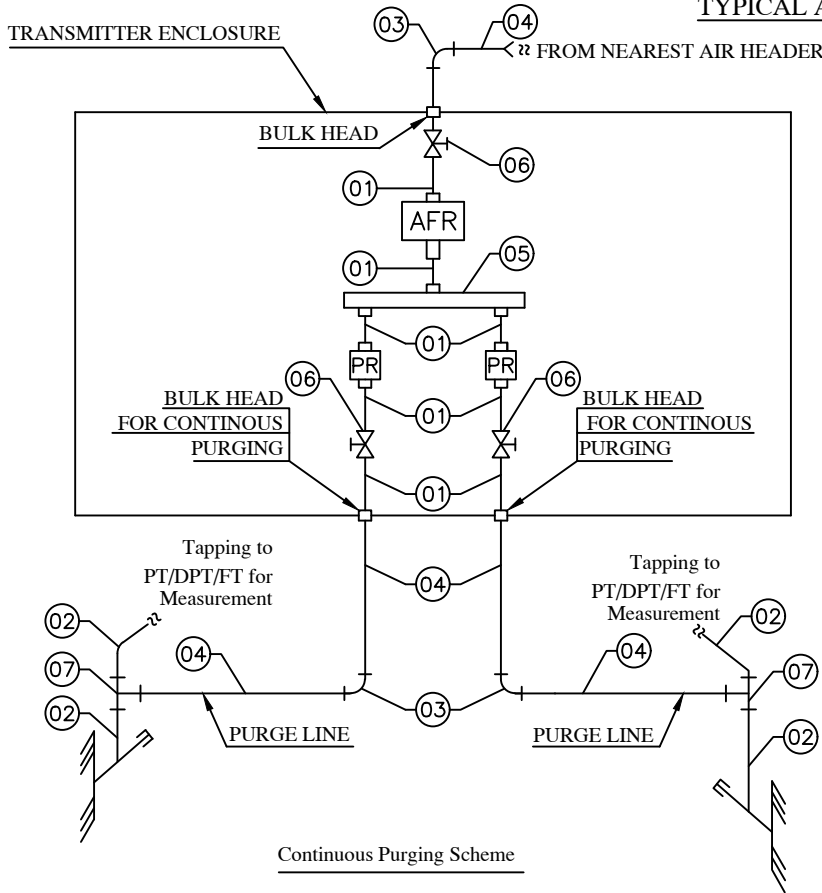 TYPICAL A
03
04
TRANSMITTER ENCLOSURE
FROM NEAREST AIR HEADER
BULK HEAD
06
01
AFR
01
05
01
PR
PR
06
06
BULK HEAD
FOR CONTINOUS
PURGING
01
BULK HEAD
FOR CONTINOUS
PURGING
01
Tapping to
PT/DPT/FT for
Measurement
04
Tapping to
PT/DPT/FT for
Measurement
02
02
07
04
04
07
02
03
02
PURGE LINE
PURGE LINE
Continuous Purging Scheme